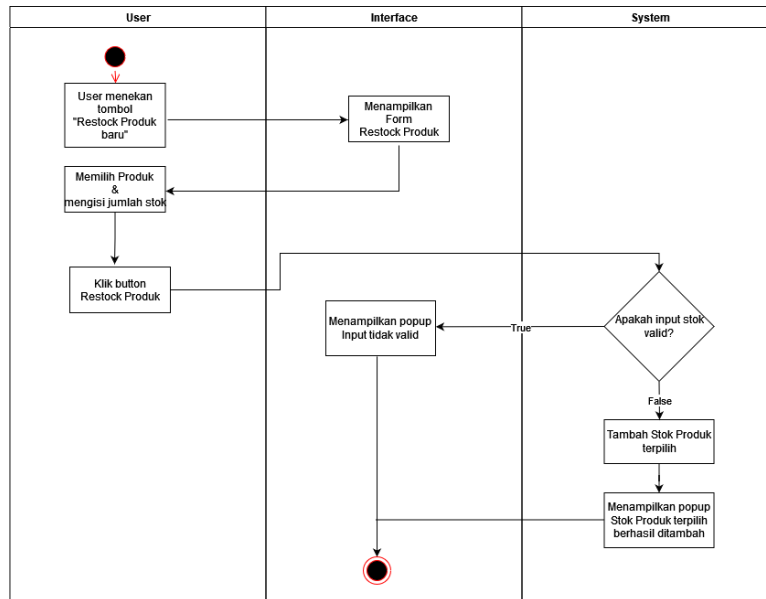 User
Interface
System
User menekan
tombol
"Restock Produk
baru"
Menampilkan
Form
Restock Produk
Memilih Produk
&
mengisi jumlah stok
Klik button
Restock Produk
Menampilkan popup
Input tidak valid
True
Apakah input stok
valid?
False
Tambah Stok Produk
terpilih
Menampilkan popup
Stok Produk terpilih
berhasil ditambah